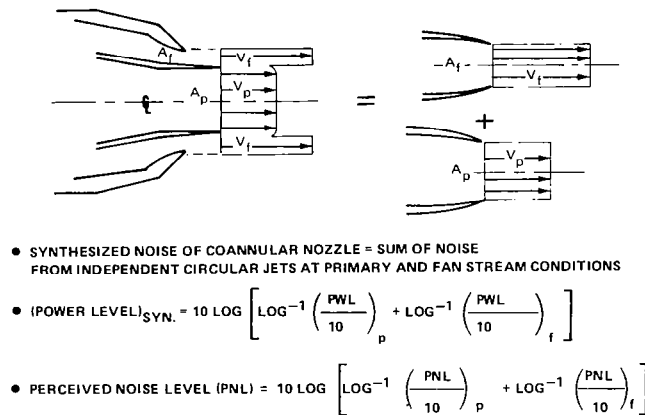 A_f V_f
A_p V_p
℄
V_f
=
A_f V_f
+
A_p V_p
• SYNTHESIZED NOISE OF COANNULAR NOZZLE = SUM OF NOISE
FROM INDEPENDENT CIRCULAR JETS AT PRIMARY AND FAN STREAM CONDITIONS
• (POWER LEVEL)SYN. = 10 LOG [LOG⁻¹ (PWL/10)_p + LOG⁻¹ (PWL/10)_f]
• PERCEIVED NOISE LEVEL (PNL) = 10 LOG [LOG⁻¹ (PNL/10)_p + LOG⁻¹ (PNL/10)_f]